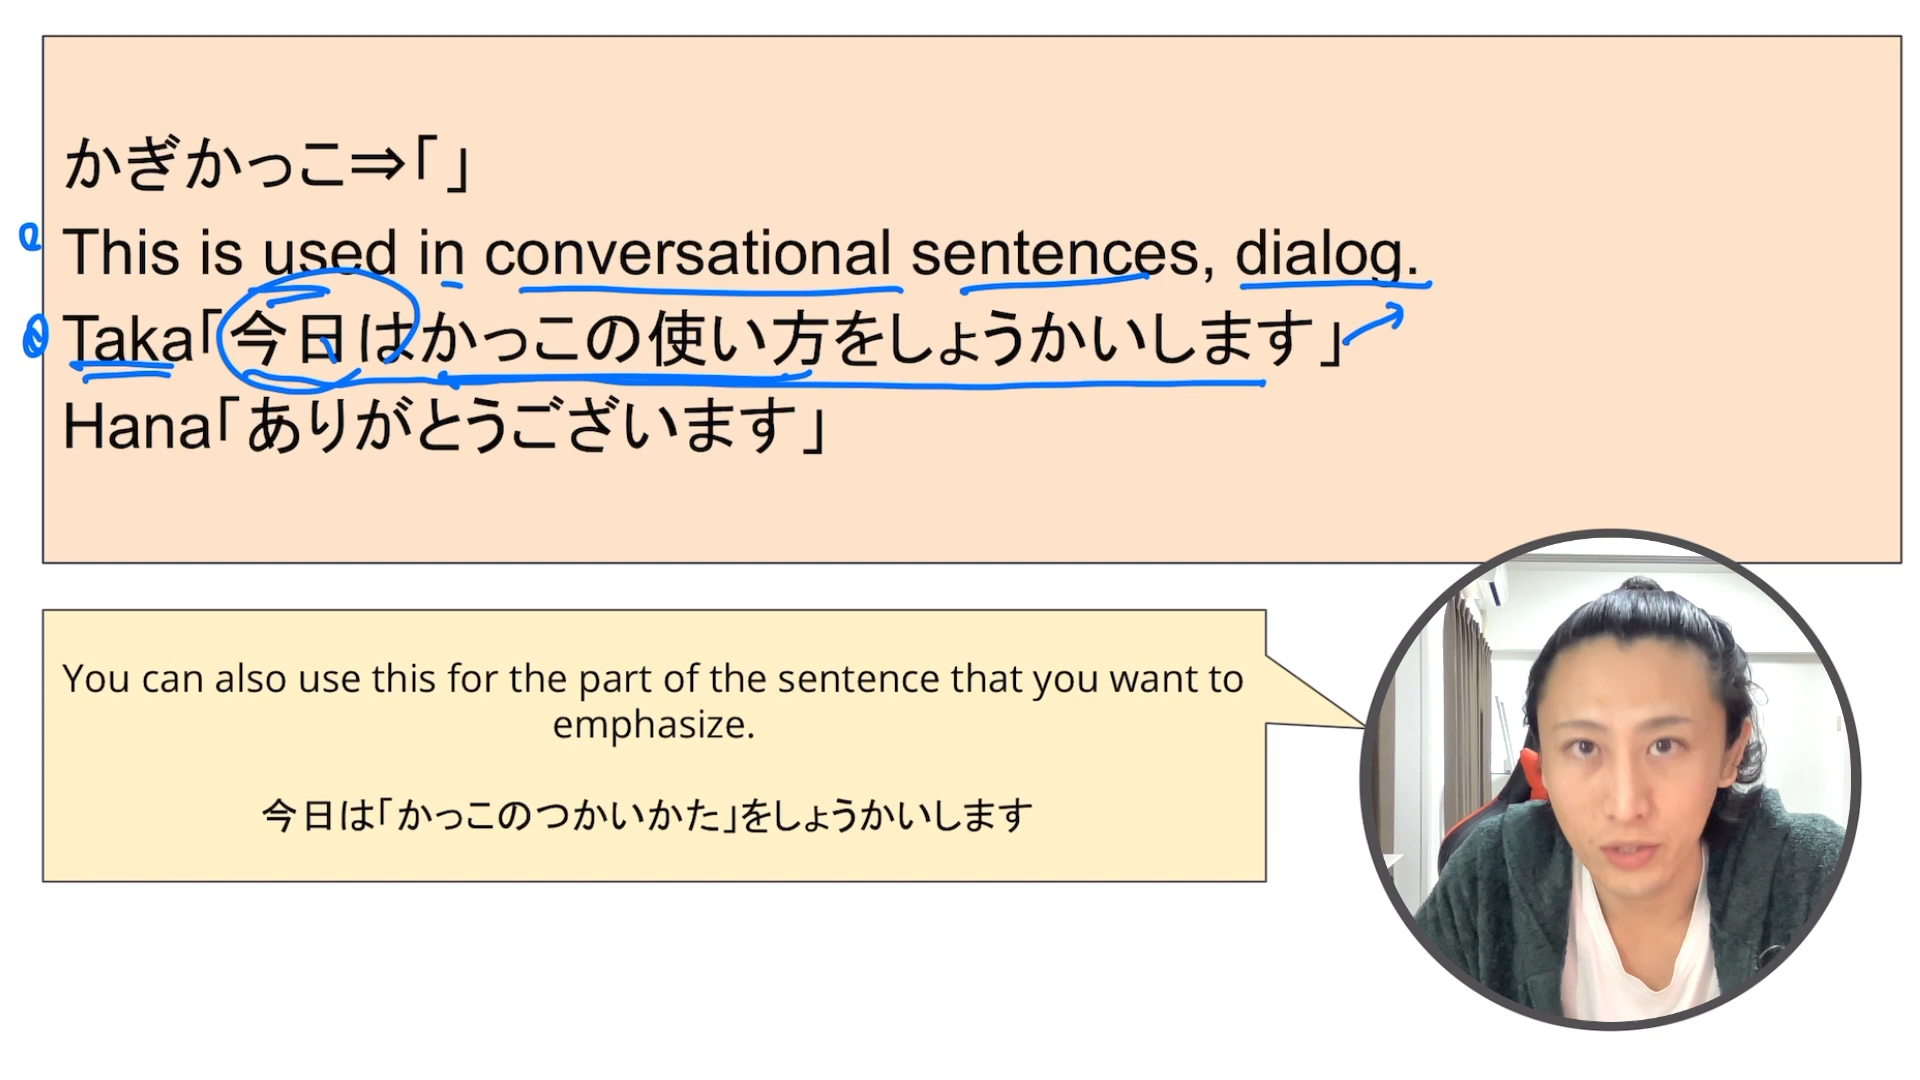 かぎかっこ⇒「」
This is used in conversational sentences, dialog.
Taka「今日はかっこの使い方をしょうかいします」
Hana「ありがとうございます」
You can also use this for the part of the sentence that you want to
emphasize.
今日は「かっこのつかいかた」をしょうかいします